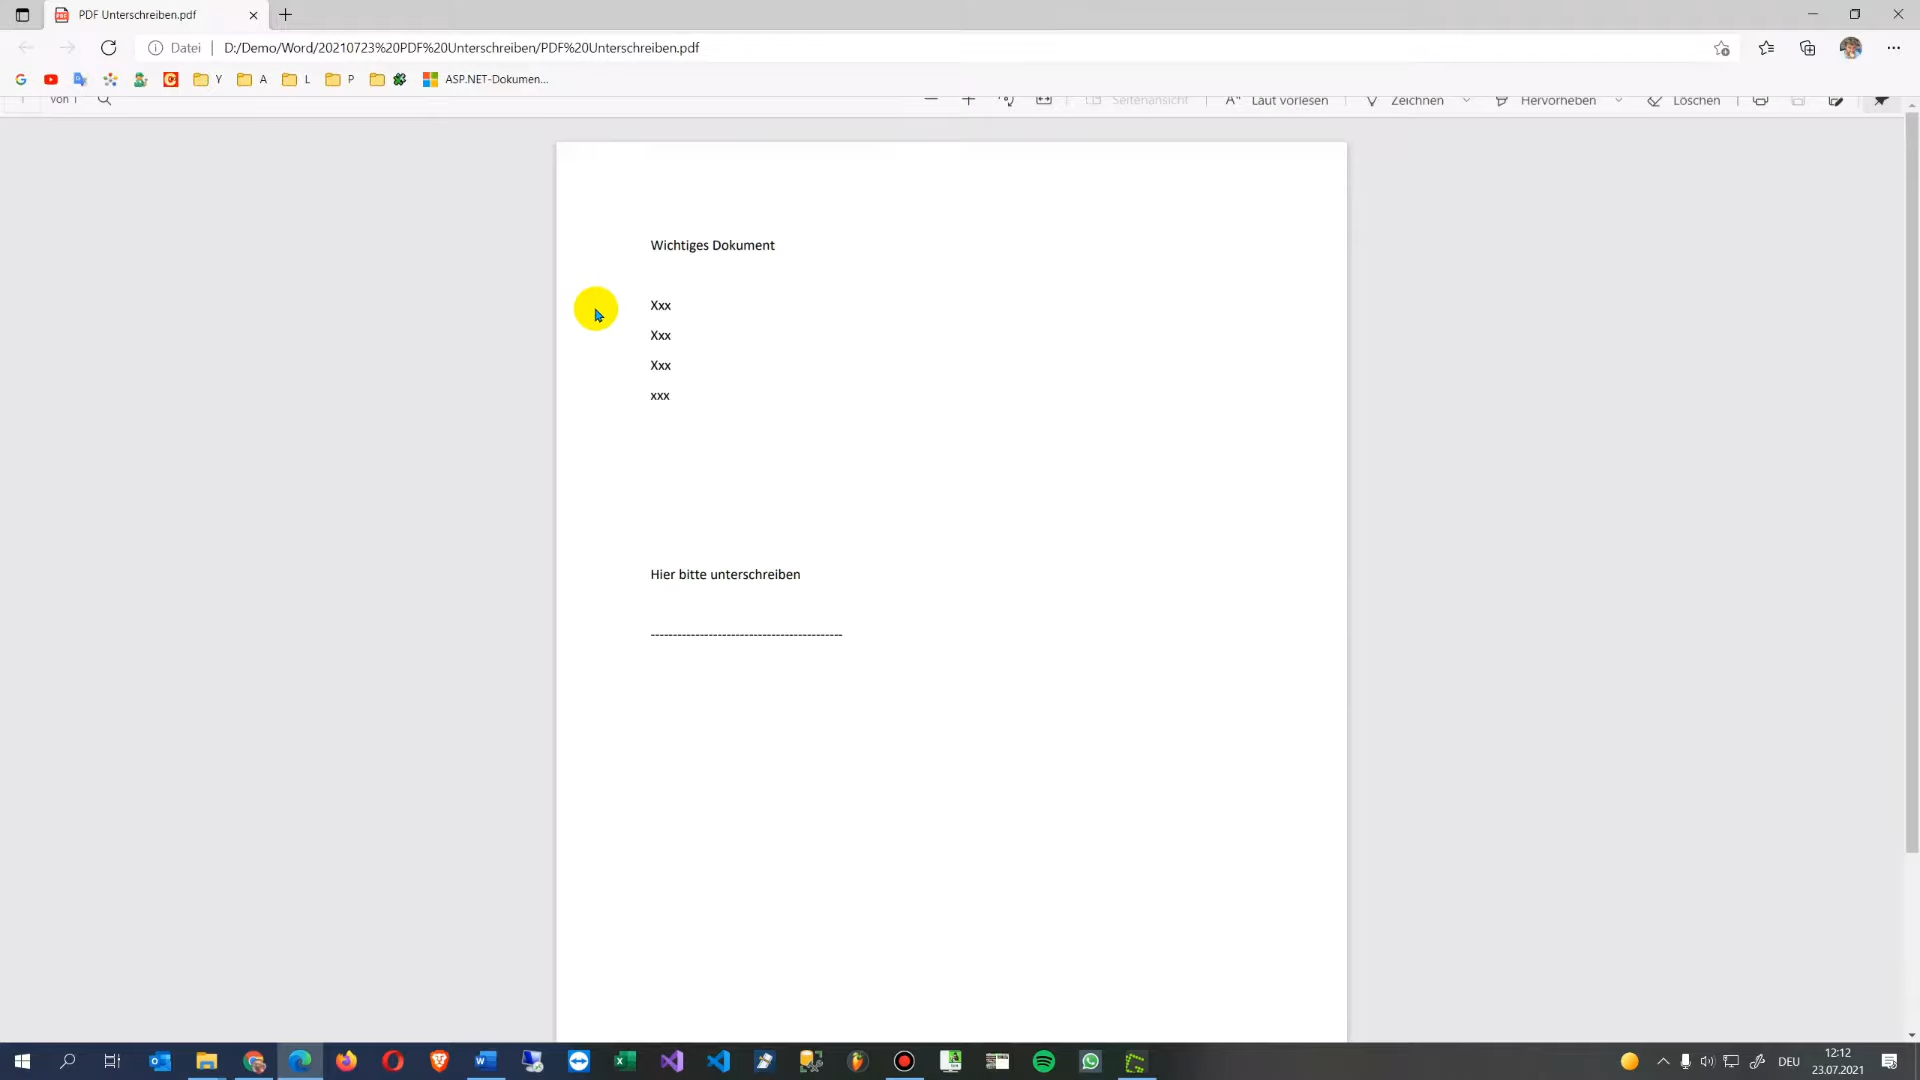 PDF Unterschreiben.pdf
Datei
D:/Demo/Word/20210723%20PDF%20Unterschreiben/PDF%20Unterschreiben.pdf
Y
A
L
P
ASP.NET-Dokumen...
1 von 1
Seitenansicht
Laut vorlesen
Zeichnen
Hervorheben
Löschen
Wichtiges Dokument
Xxx
Xxx
Xxx
xxx
Hier bitte unterschreiben
-------------------------------------------
DEU
12:12
23.07.2021